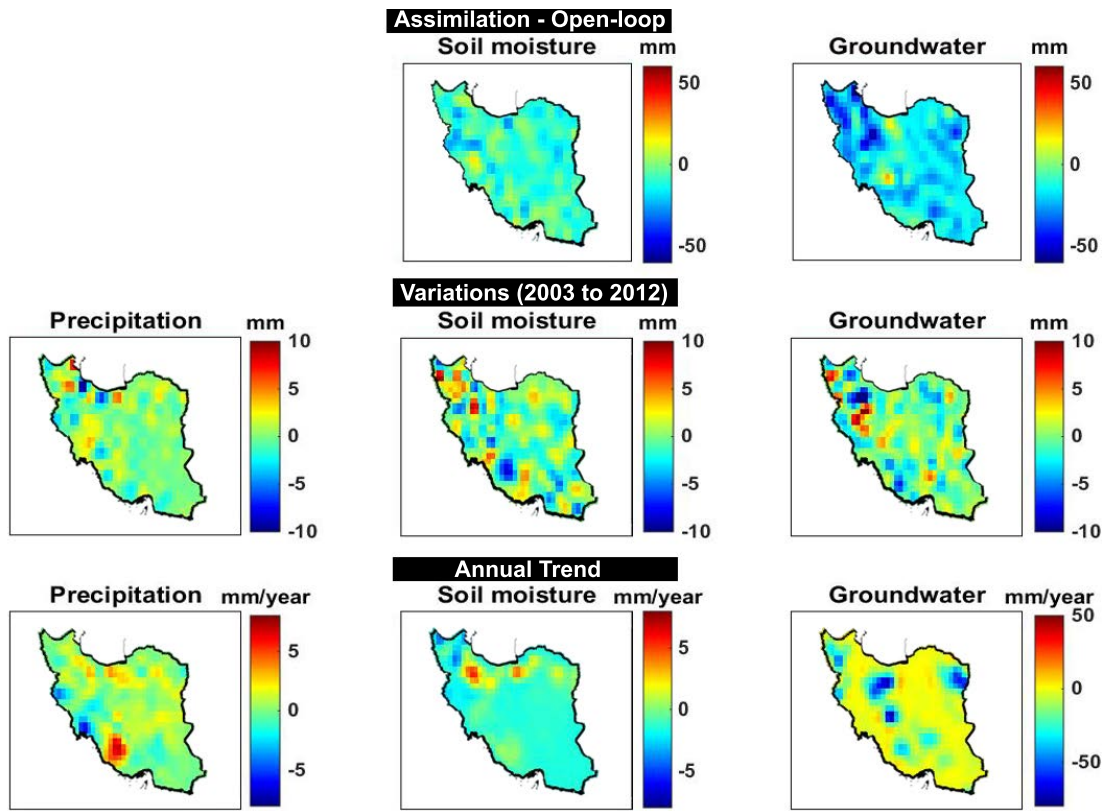 Assimilation - Open-loop
Soil moisture mm
Groundwater mm
50
0
-50
50
0
-50
Variations (2003 to 2012)
Precipitation mm
Soil moisture mm
Groundwater mm
10
5
0
-5
-10
10
5
0
-5
-10
10
5
0
-5
-10
Annual Trend
Precipitation mm/year
Soil moisture mm/year
Groundwater mm/year
5
0
-5
5
0
-5
50
0
-50